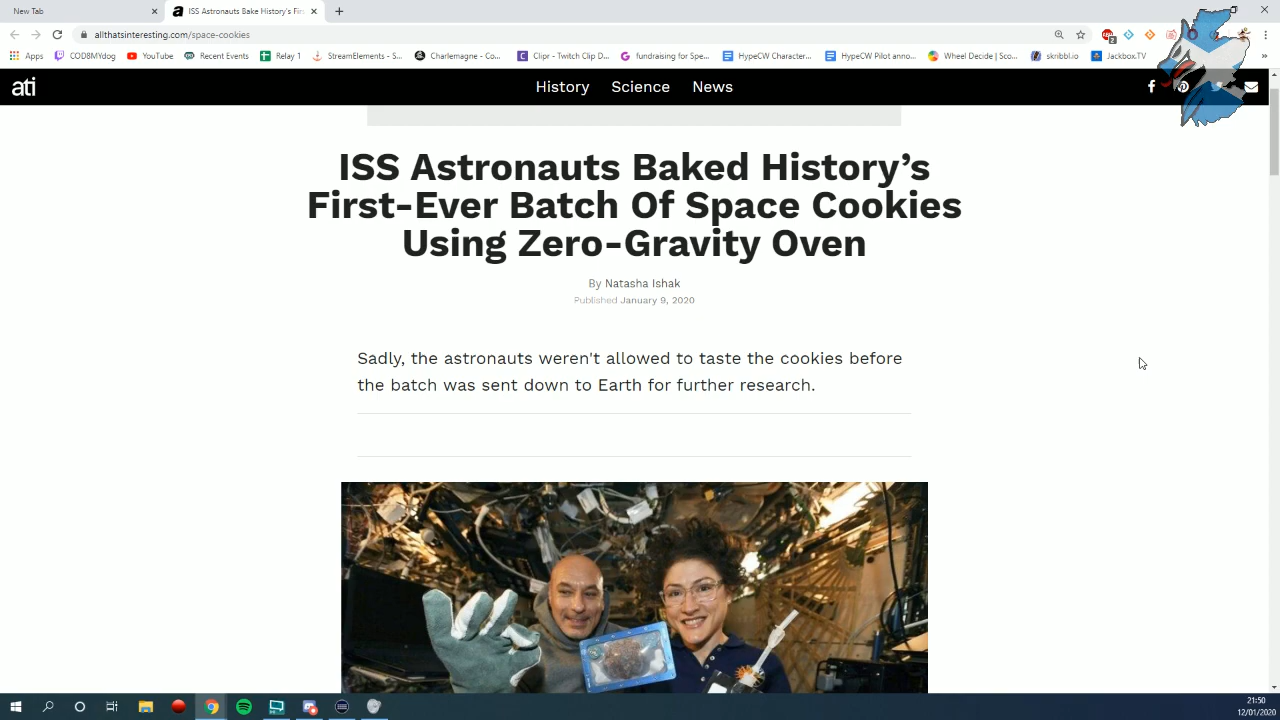 New Tab
ISS Astronauts Bake History's Fir
allthatsinteresting.com/space-cookies
Apps COD8MYdog YouTube Recent Events Relay 1 StreamElements - S... Charlemagne - Co... Clipr - Twitch Clip D... fundraising for Spe... HypeCW Character... HypeCW Pilot anno... Wheel Decide | Sco... skribbl.io Jackbox.TV »
ati History Science News
ISS Astronauts Baked History’s
First-Ever Batch Of Space Cookies
Using Zero-Gravity Oven
By Natasha Ishak
Published January 9, 2020
Sadly, the astronauts weren't allowed to taste the cookies before
the batch was sent down to Earth for further research.
21:50
12/01/2020